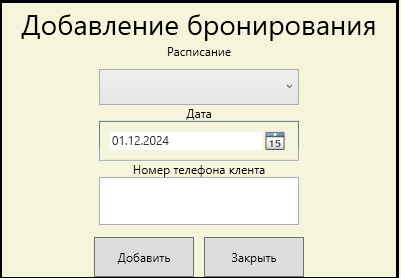 Добавление бронирования
Расписание
Дата
01.12.2024
15
Номер телефона клента
Добавить
Закрыть